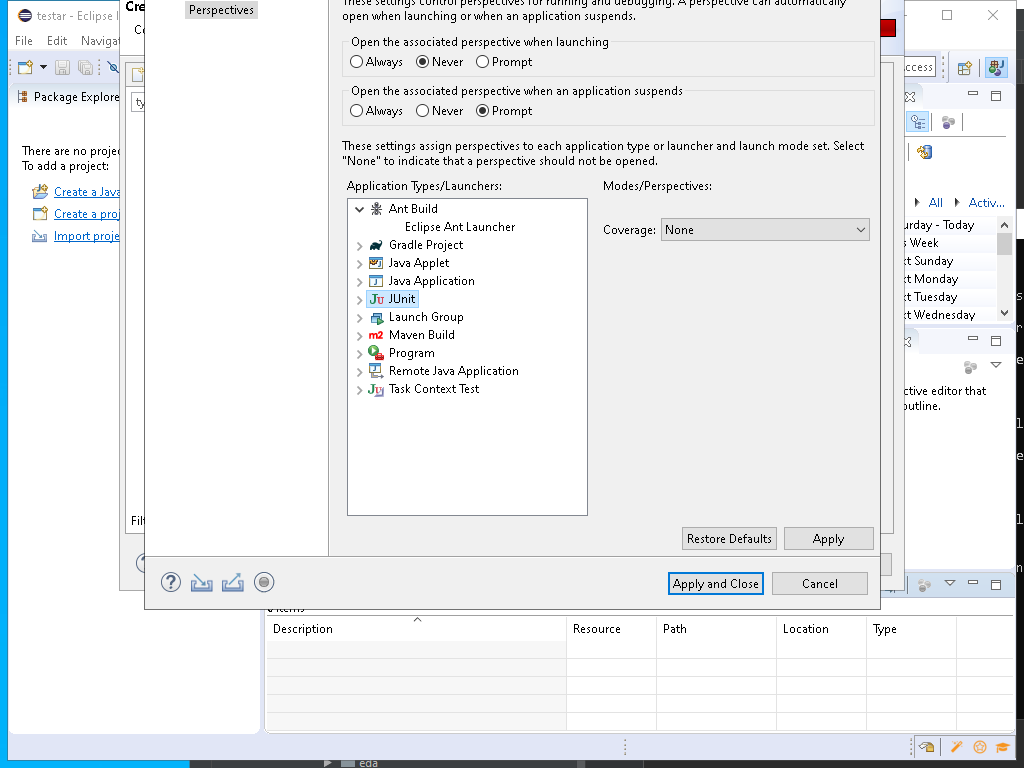 testar - Eclipse I
File
Edit
Navigat
Cre
Perspectives
These settings control perspectives for running and debugging. A perspective can automatically
open when launching or when an application suspends.
Open the associated perspective when launching
Always
Never
Prompt
Open the associated perspective when an application suspends
Always
Never
Prompt
These settings assign perspectives to each application type or launcher and launch mode set. Select
"None" to indicate that a perspective should not be opened.
Application Types/Launchers:
Modes/Perspectives:
Ant Build
Eclipse Ant Launcher
Gradle Project
Java Applet
Java Application
JUnit
Launch Group
Maven Build
Program
Remote Java Application
Task Context Test
Coverage:
None
Restore Defaults
Apply
Apply and Close
Cancel
Package Explore
There are no projec
To add a project:
Create a Java
Create a proj
Import proje
ty
Filt
ccess
All
Activ...
urday - Today
s Week
xt Sunday
xt Monday
xt Tuesday
xt Wednesday
ctive editor that
outline.
Description
Resource
Path
Location
Type
eda